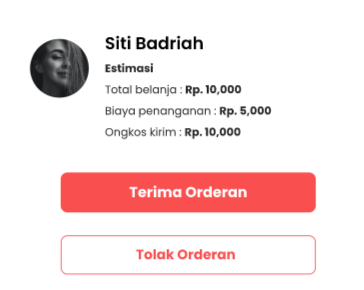 Siti Badriah
Estimasi
Total belanja : Rp. 10,000
Biaya penanganan : Rp. 5,000
Ongkos kirim : Rp. 10,000
Terima Orderan
Tolak Orderan